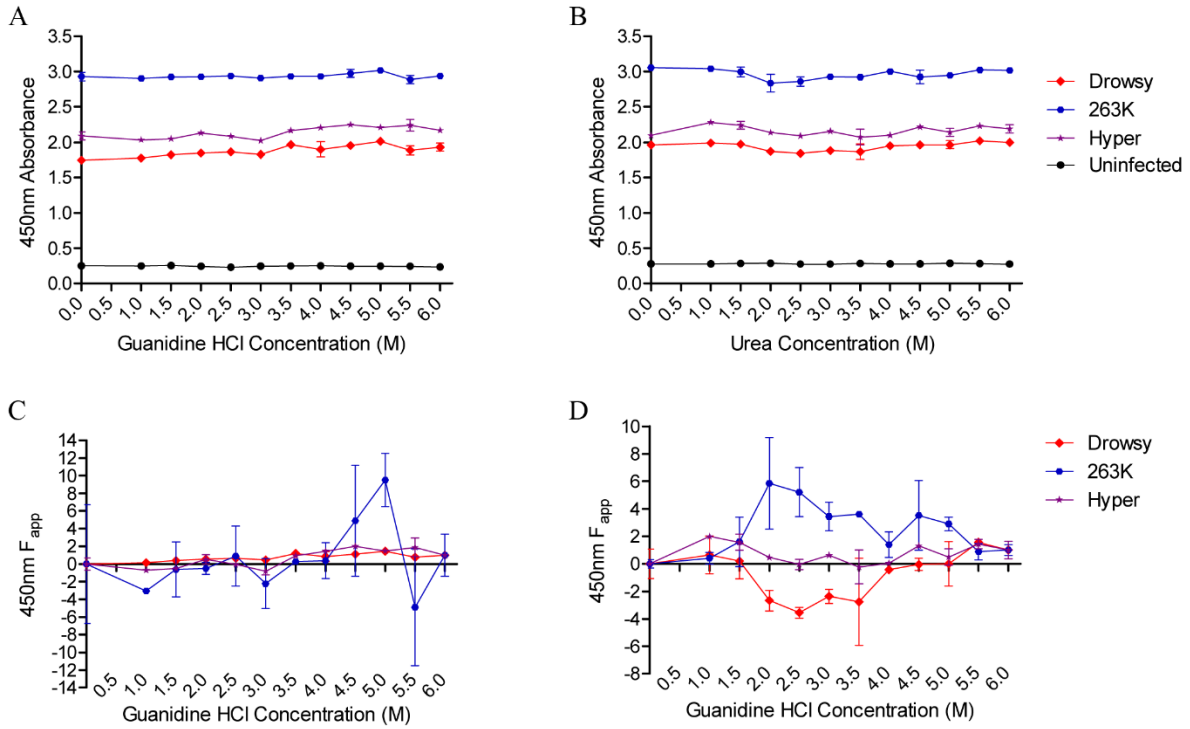 A
3.5
3.0
2.5
2.0
1.5
1.0
0.5
0.0
450nm Absorbance
0.0 0.5 1.0 1.5 2.0 2.5 3.0 3.5 4.0 4.5 5.0 5.5 6.0
Guanidine HCl Concentration (M)
B
3.5
3.0
2.5
2.0
1.5
1.0
0.5
0.0
450nm Absorbance
0.0 0.5 1.0 1.5 2.0 2.5 3.0 3.5 4.0 4.5 5.0 5.5 6.0
Urea Concentration (M)
Drowsy
263K
Hyper
Uninfected
C
14
12
10
8
6
4
2
0
-2
-4
-6
-8
-10
-12
-14
450nm Fapp
0.5 1.0 1.5 2.0 2.5 3.0 3.5 4.0 4.5 5.0 5.5 6.0
Guanidine HCl Concentration (M)
D
10
8
6
4
2
0
-2
-4
-6
-8
450nm Fapp
0.5 1.0 1.5 2.0 2.5 3.0 3.5 4.0 4.5 5.0 5.5 6.0
Guanidine HCl Concentration (M)
Drowsy
263K
Hyper